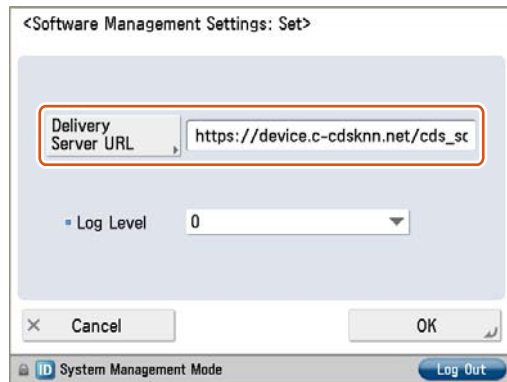 <Software Management Settings: Set>
Delivery
Server URL
https://device.c-cdsknn.net/cds_sc
Log Level
0
Cancel
OK
ID System Management Mode
Log Out